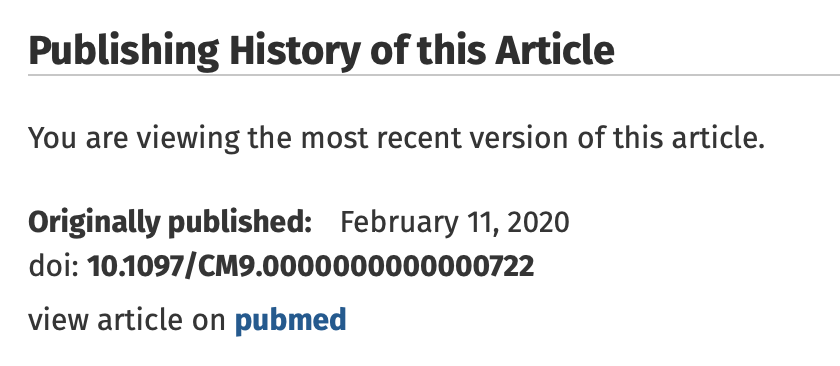 Publishing History of this Article
You are viewing the most recent version of this article.
Originally published: February 11, 2020
doi: 10.1097/CM9.0000000000000722
view article on pubmed